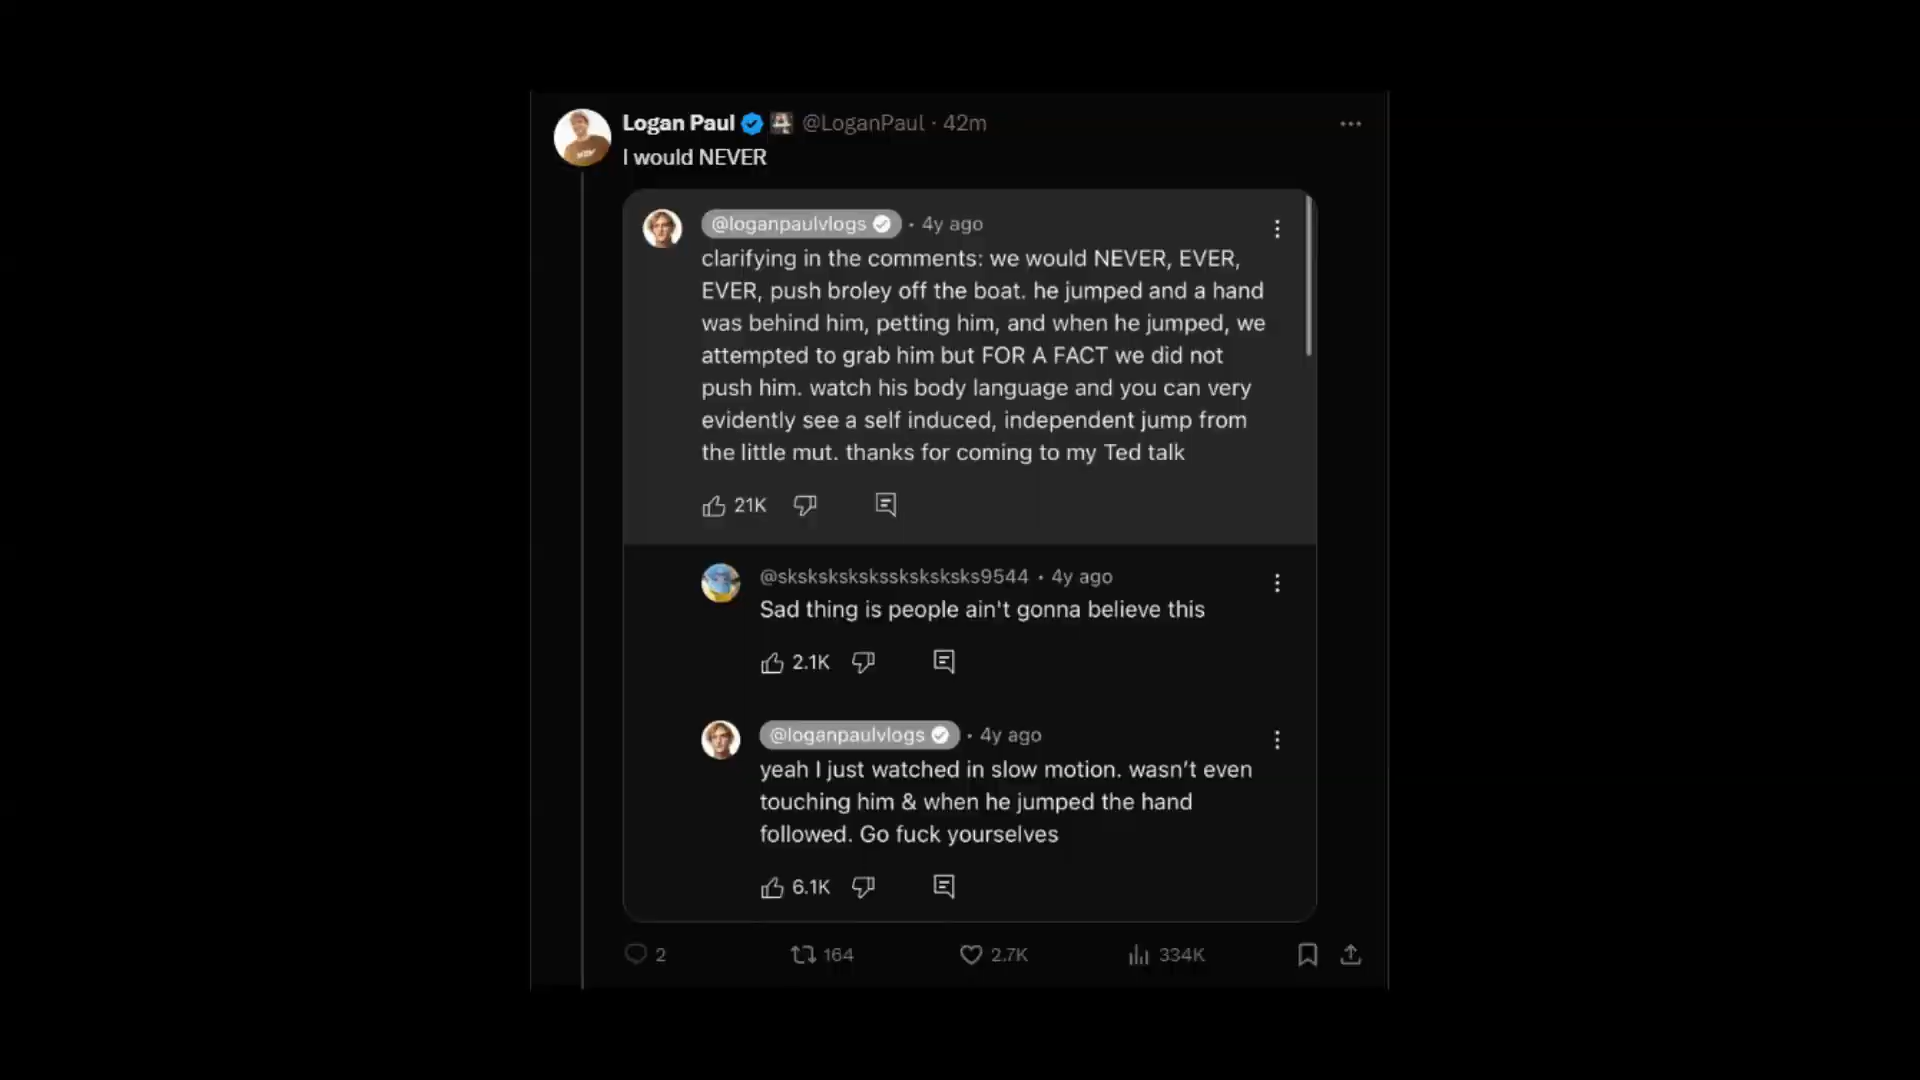 Logan Paul @LoganPaul · 42m
I would NEVER
@loganpaulvlogs · 4y ago
clarifying in the comments: we would NEVER, EVER,
EVER, push broley off the boat. he jumped and a hand
was behind him, petting him, and when he jumped, we
attempted to grab him but FOR A FACT we did not
push him. watch his body language and you can very
evidently see a self induced, independent jump from
the little mut. thanks for coming to my Ted talk
21K
@sksksksksksskskskskс9544 · 4y ago
Sad thing is people ain't gonna believe this
2.1K
@loganpaulvlogs · 4y ago
yeah I just watched in slow motion. wasn't even
touching him & when he jumped the hand
followed. Go fuck yourselves
6.1K
2 164 2.7K 334K